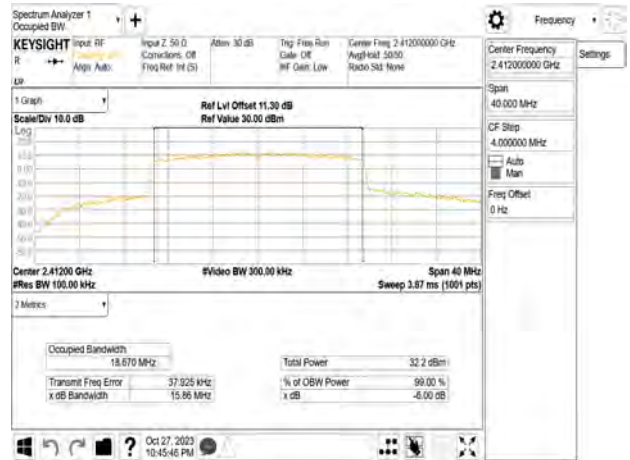 Spectrum Analyzer 1
Occupied BW
Frequency
KEYSIGHT
R
Input: RF
Align: Auto
Input Z: 50 Ω
Corrections: Off
Freq Ref: Int (S)
Atten: 30 dB
Trig: Free Run
Gate: Off
#IF Gain: Low
Center Freq: 2.412000000 GHz
Avg|Hold: 50/50
Radio Std: None
Center Frequency
2.412000000 GHz
Settings
Span
40.000 MHz
CF Step
4.000000 MHz
Auto
Man
Freq Offset
0 Hz
1 Graph
Scale/Div 10.0 dB
Log
Ref Lvl Offset 11.30 dB
Ref Value 30.00 dBm
Center 2.41200 GHz
#Res BW 100.00 kHz
#Video BW 300.00 kHz
Span 40 MHz
Sweep 3.87 ms (1001 pts)
2 Metrics
Occupied Bandwidth
18.670 MHz
Total Power 32.2 dBm
Transmit Freq Error 37.925 kHz
% of OBW Power 99.00 %
x dB Bandwidth 15.86 MHz
x dB -6.00 dB
?
Oct 27, 2023
10:45:46 PM